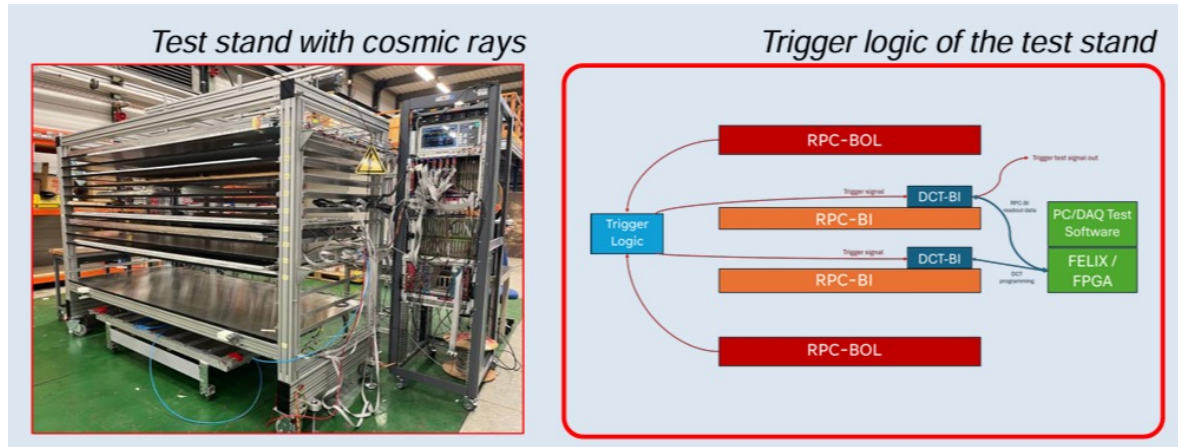 Test stand with cosmic rays
Trigger logic of the test stand
RPC-BOL
Trigger test signal out
Trigger signal
DCT-BI
RPC-BI
readout data
PC/DAQ Test
Software
RPC-BI
Trigger
Logic
Trigger signal
DCT-BI
FELIX /
FPGA
DCT
programming
RPC-BI
RPC-BOL